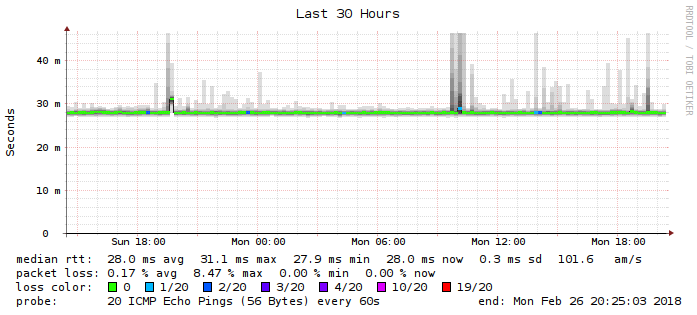 Last 30 Hours
RRDTOOL / TOBI OETIKER
Seconds
40 m
30 m
20 m
10 m
0
Sun 18:00 Mon 00:00 Mon 06:00 Mon 12:00 Mon 18:00
median rtt: 28.0 ms avg 31.1 ms max 27.9 ms min 28.0 ms now 0.3 ms sd 101.6 am/s
packet loss: 0.17 % avg 8.47 % max 0.00 % min 0.00 % now
loss color: 0 1/20 2/20 3/20 4/20 10/20 19/20
probe: 20 ICMP Echo Pings (56 Bytes) every 60s end: Mon Feb 26 20:25:03 2018